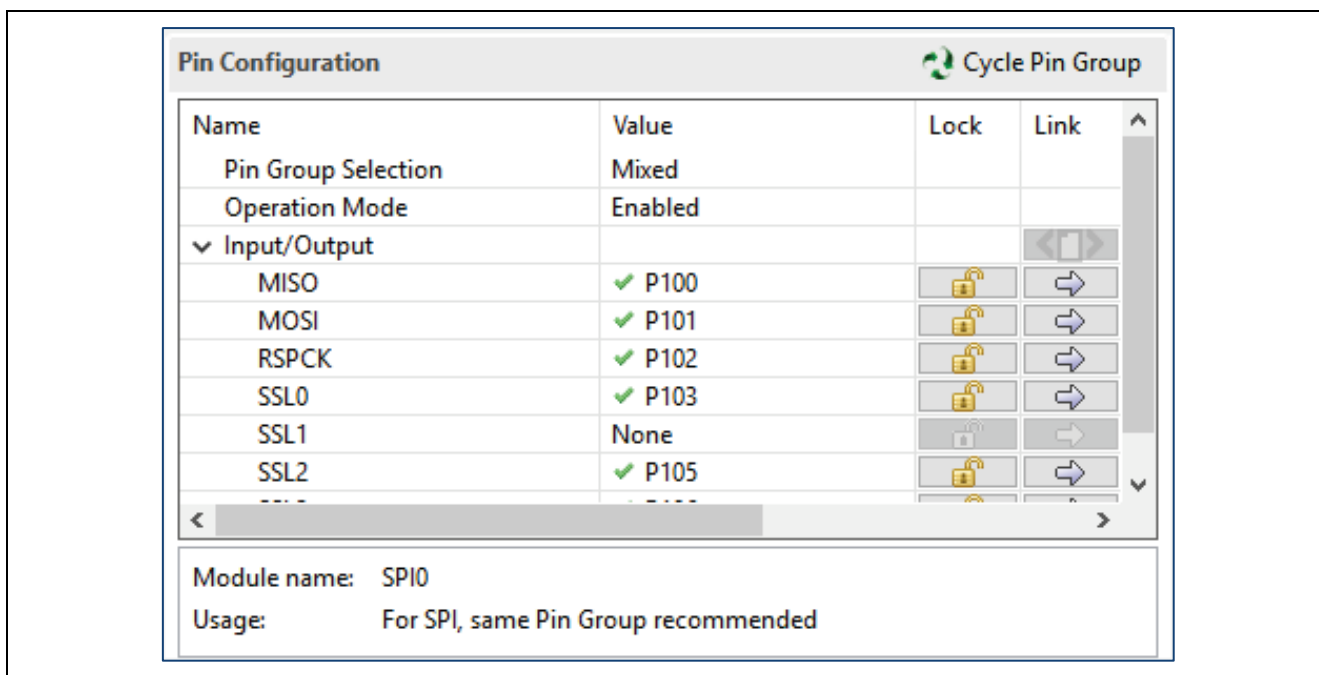 Pin Configuration Cycle Pin Group
Name Value Lock Link
Pin Group Selection Mixed
Operation Mode Enabled
Input/Output
MISO P100
MOSI P101
RSPCK P102
SSL0 P103
SSL1 None
SSL2 P105
Module name: SPI0
Usage: For SPI, same Pin Group recommended